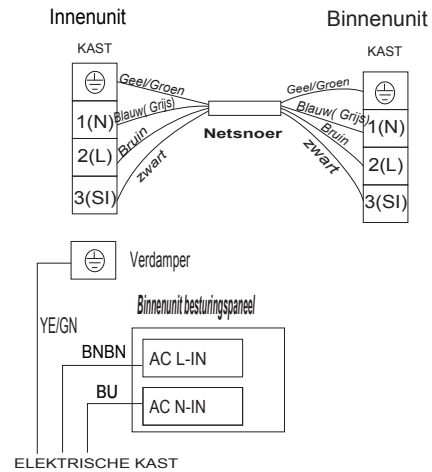 Innenunit
Binnenunit
KAST
KAST
Geel/Groen
Geel/Groen
1(N)
Blauw( Grijs)
Blauw( Grijs)
1(N)
Netsnoer
2(L)
Bruin
Bruin
2(L)
3(SI)
zwart
zwart
3(SI)
Verdamper
Binnenunit besturingspaneel
YE/GN
BNBN
AC L-IN
BU
AC N-IN
ELEKTRISCHE KAST